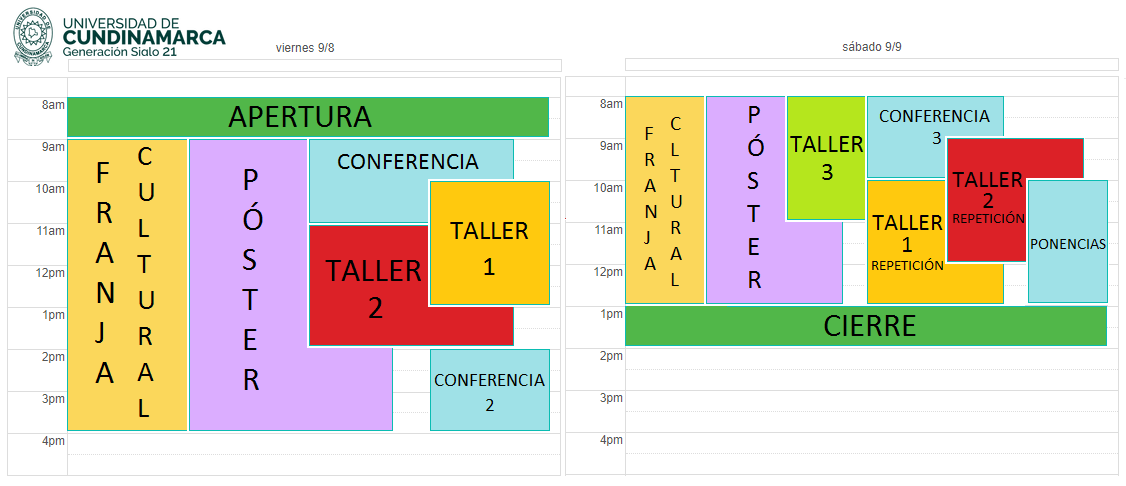 UNIVERSIDAD DE
CUNDINAMARCA
Generación Siglo 21
viernes 9/8
8am
9am
10am
11am
12pm
1pm
2pm
3pm
4pm
APERTURA
FRANJA
CULTURAL
PÓSTER
CONFERENCIA
TALLER
1
TALLER
2
CONFERENCIA
2
sábado 9/9
8am
9am
10am
11am
12pm
1pm
2pm
3pm
4pm
FRANJA
CLTURAL
PÓSTER
TALLER
3
CONFERENCIA
3
TALLER
2
REPETICIÓN
TALLER
1
REPETICIÓN
PONENCIAS
CIERRE